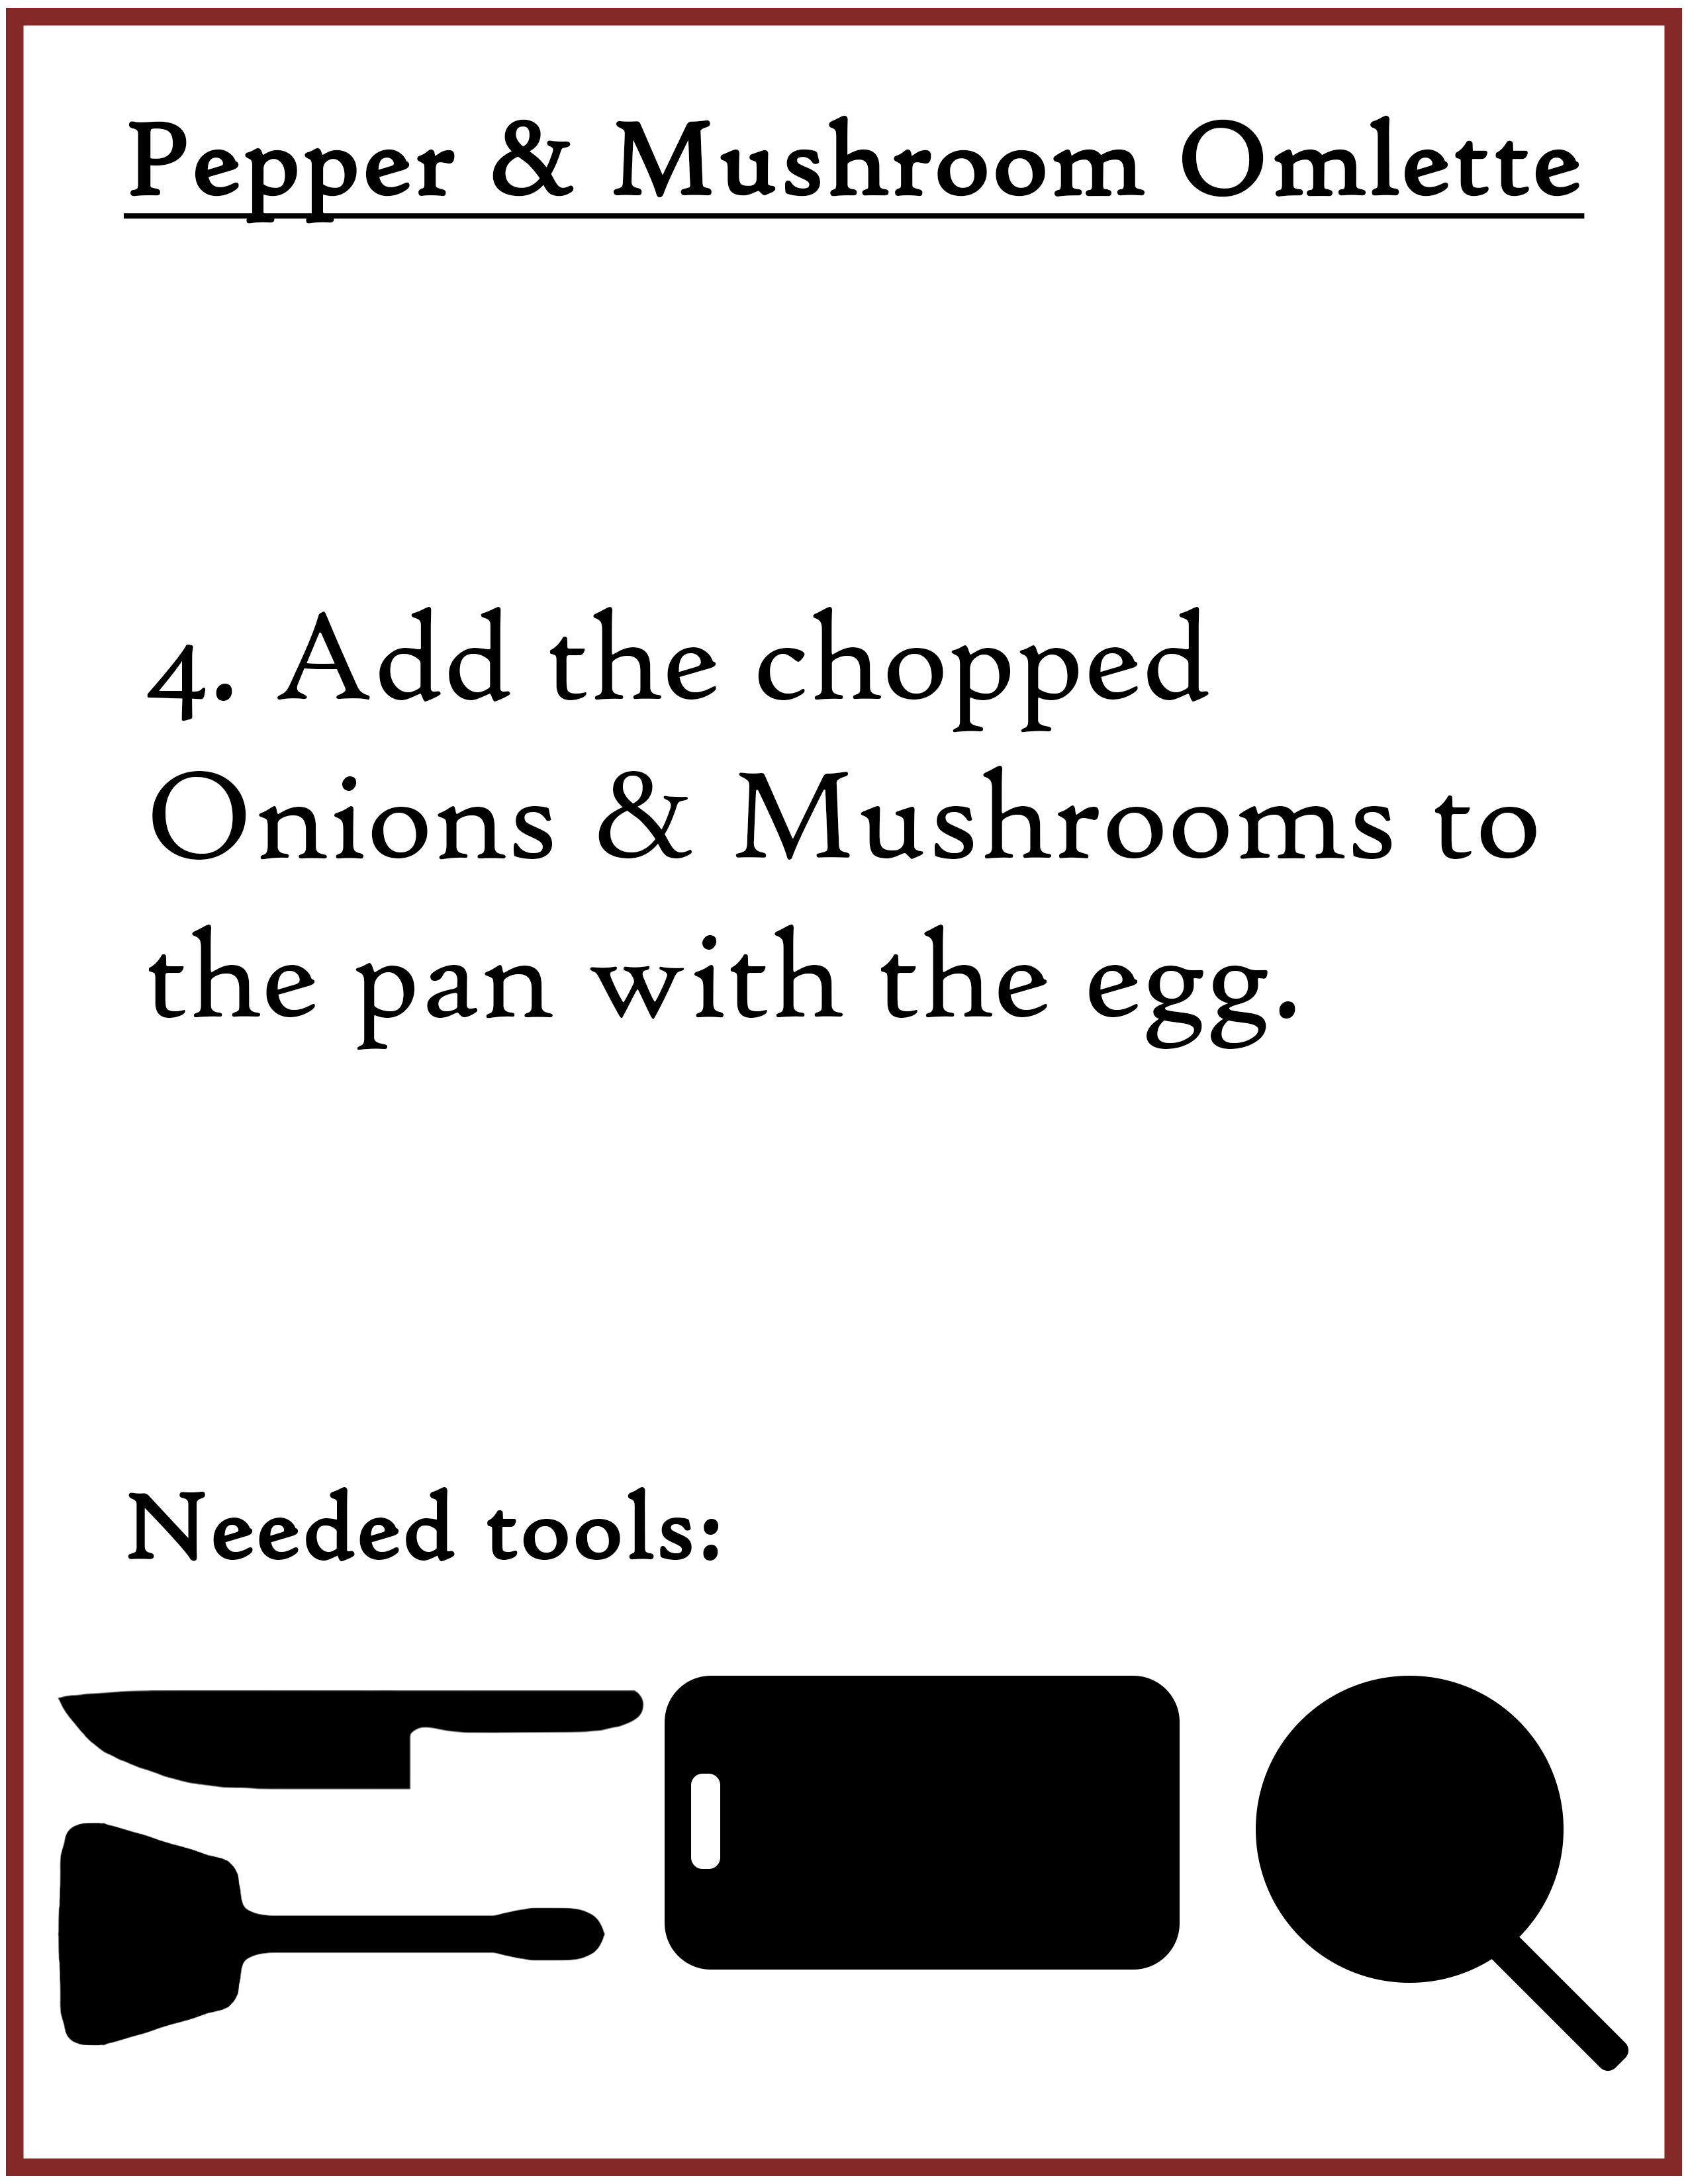 Pepper & Mushroom Omlette
4. Add the chopped
Onions & Mushrooms to
the pan with the egg.
Needed tools: